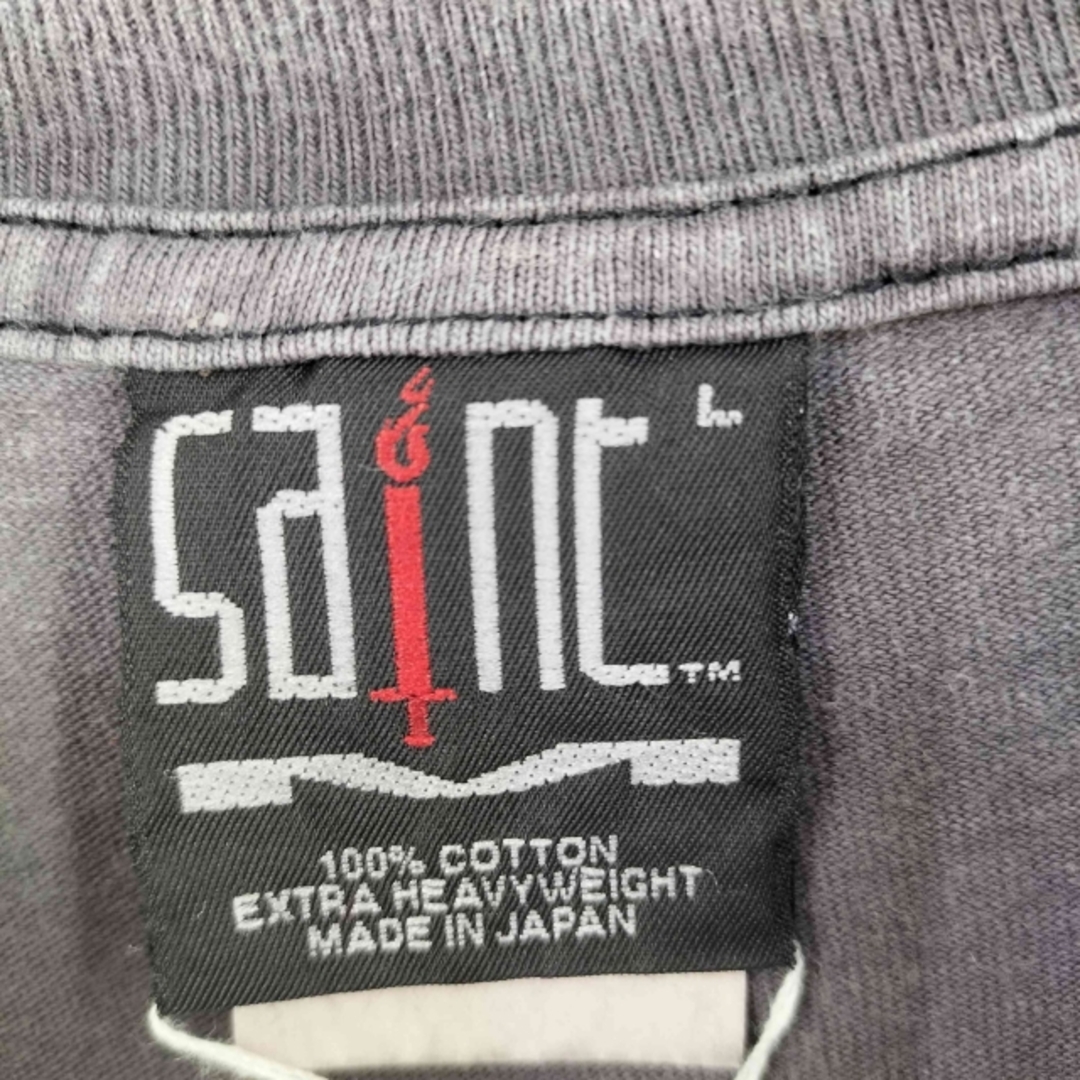 saint L
TM
100% COTTON
EXTRA HEAVYWEIGHT
MADE IN JAPAN